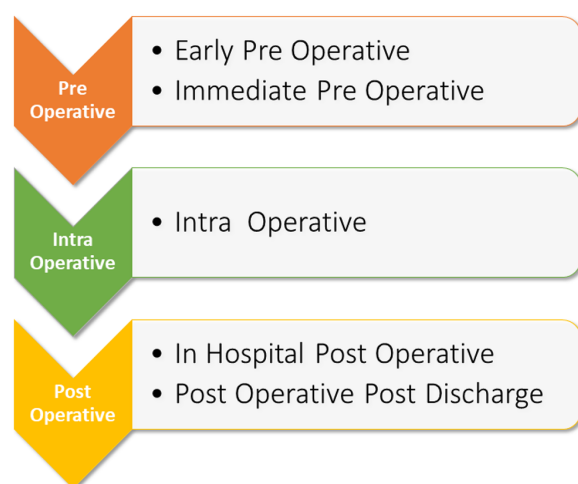 Pre
Operative
• Early Pre Operative
• Immediate Pre Operative
Intra
Operative
• Intra Operative
Post
Operative
• In Hospital Post Operative
• Post Operative Post Discharge